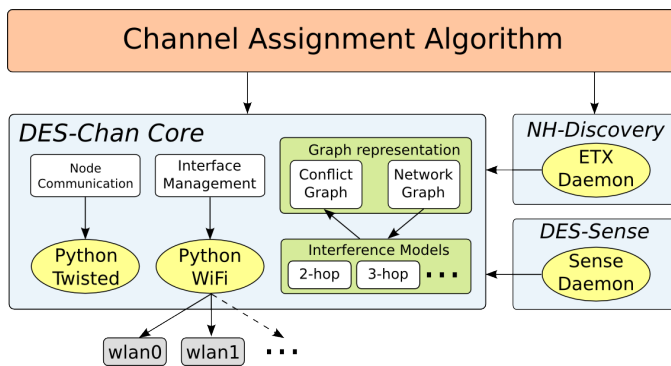 Channel Assignment Algorithm
DES-Chan Core
Node
Communication
Interface
Management
Graph representation
Conflict
Graph
Network
Graph
Python
Twisted
Python
WiFi
Interference Models
2-hop
3-hop
...
wlan0
wlan1
...
NH-Discovery
ETX
Daemon
DES-Sense
Sense
Daemon